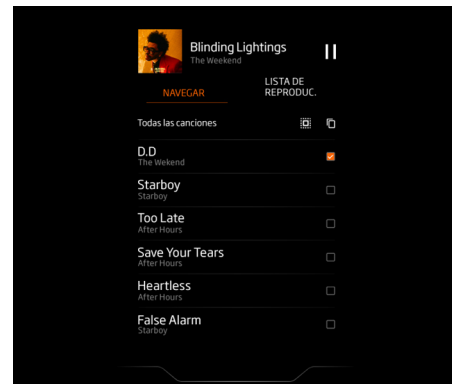 Blinding Lightings
The Weekend
NAVEGAR
LISTA DE
REPRODUC.
Todas las canciones
D.D
The Wekend
Starboy
Starboy
Too Late
After Hours
Save Your Tears
After Hours
Heartless
After Hours
False Alarm
Starboy